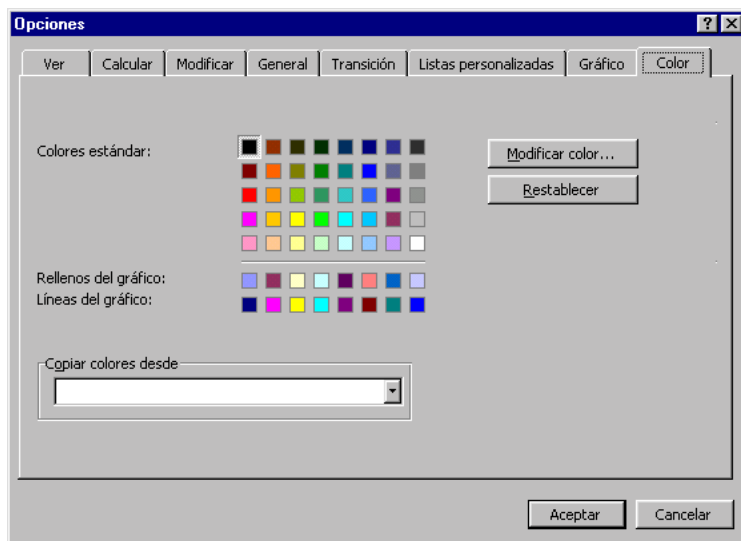 Opciones
Ver Calcular Modificar General Transición Listas personalizadas Gráfico Color
Colores estándar:
Modificar color...
Restablecer
Rellenos del gráfico:
Líneas del gráfico:
Copiar colores desde
Aceptar Cancelar